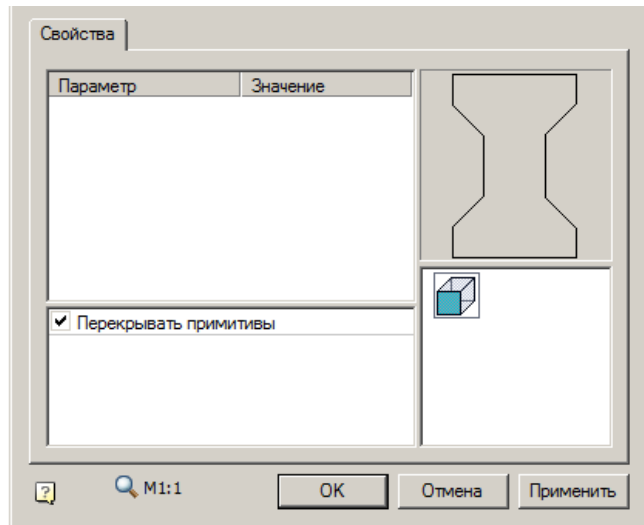 Свойства
Параметр Значение
Перекрывать примитивы
? M1:1 OK Отмена Применить